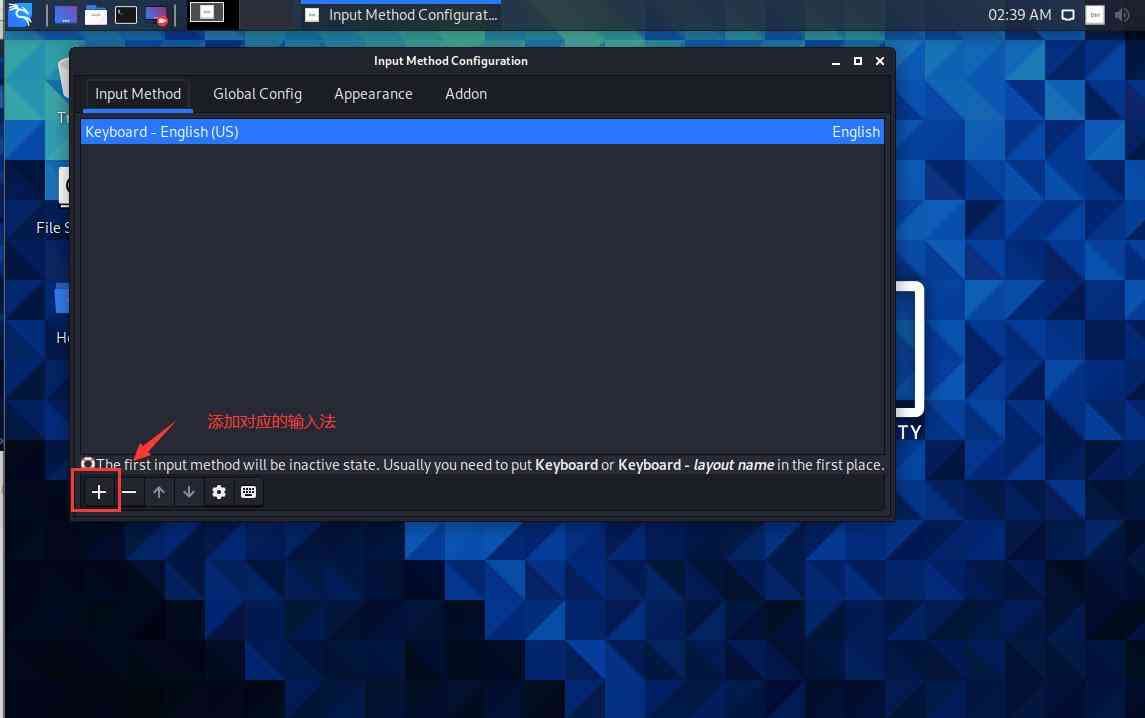 Input Method Configurat...
02:39 AM
Input Method Configuration
Input Method Global Config Appearance Addon
Keyboard - English (US) English
File
添加对应的输入法
The first input method will be inactive state. Usually you need to put Keyboard or Keyboard - layout name in the first place.
TY